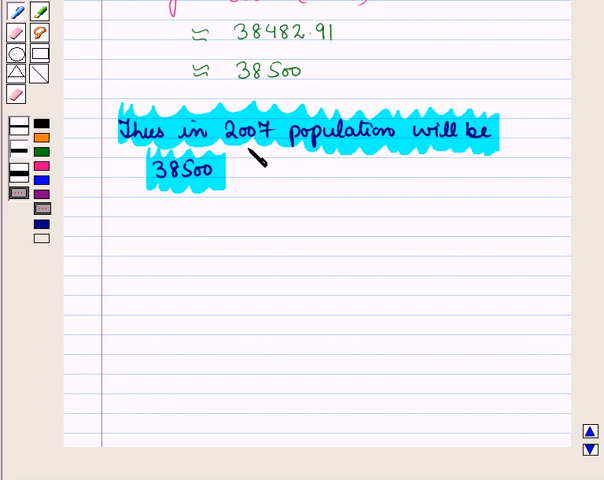 ≈ 38482.91
≈ 38500
Thus in 2007 population will be
38500